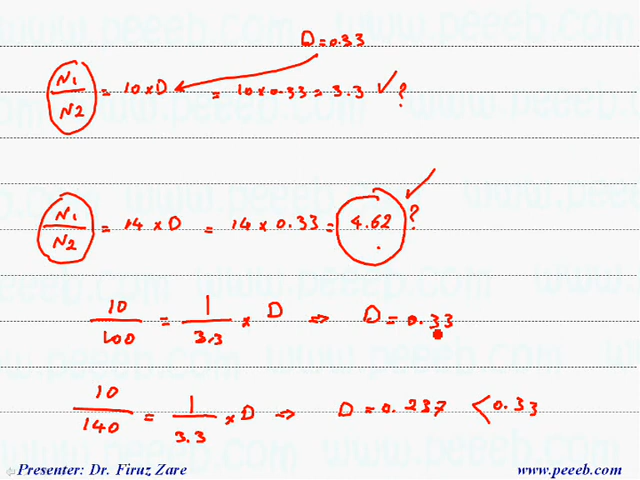 D=0.33
N1/N2 = 10×D = 10×0.33 = 3.3 ✓ ?
N1/N2 = 14 × D = 14 × 0.33 = 4.62 ? ✓
10/100 = 1/3.3 × D ⇒ D = 0.33
10/140 = 1/3.3 × D ⇒ D = 0.237 < 0.33
Presenter: Dr. Firuz Zare www.peeeb.com